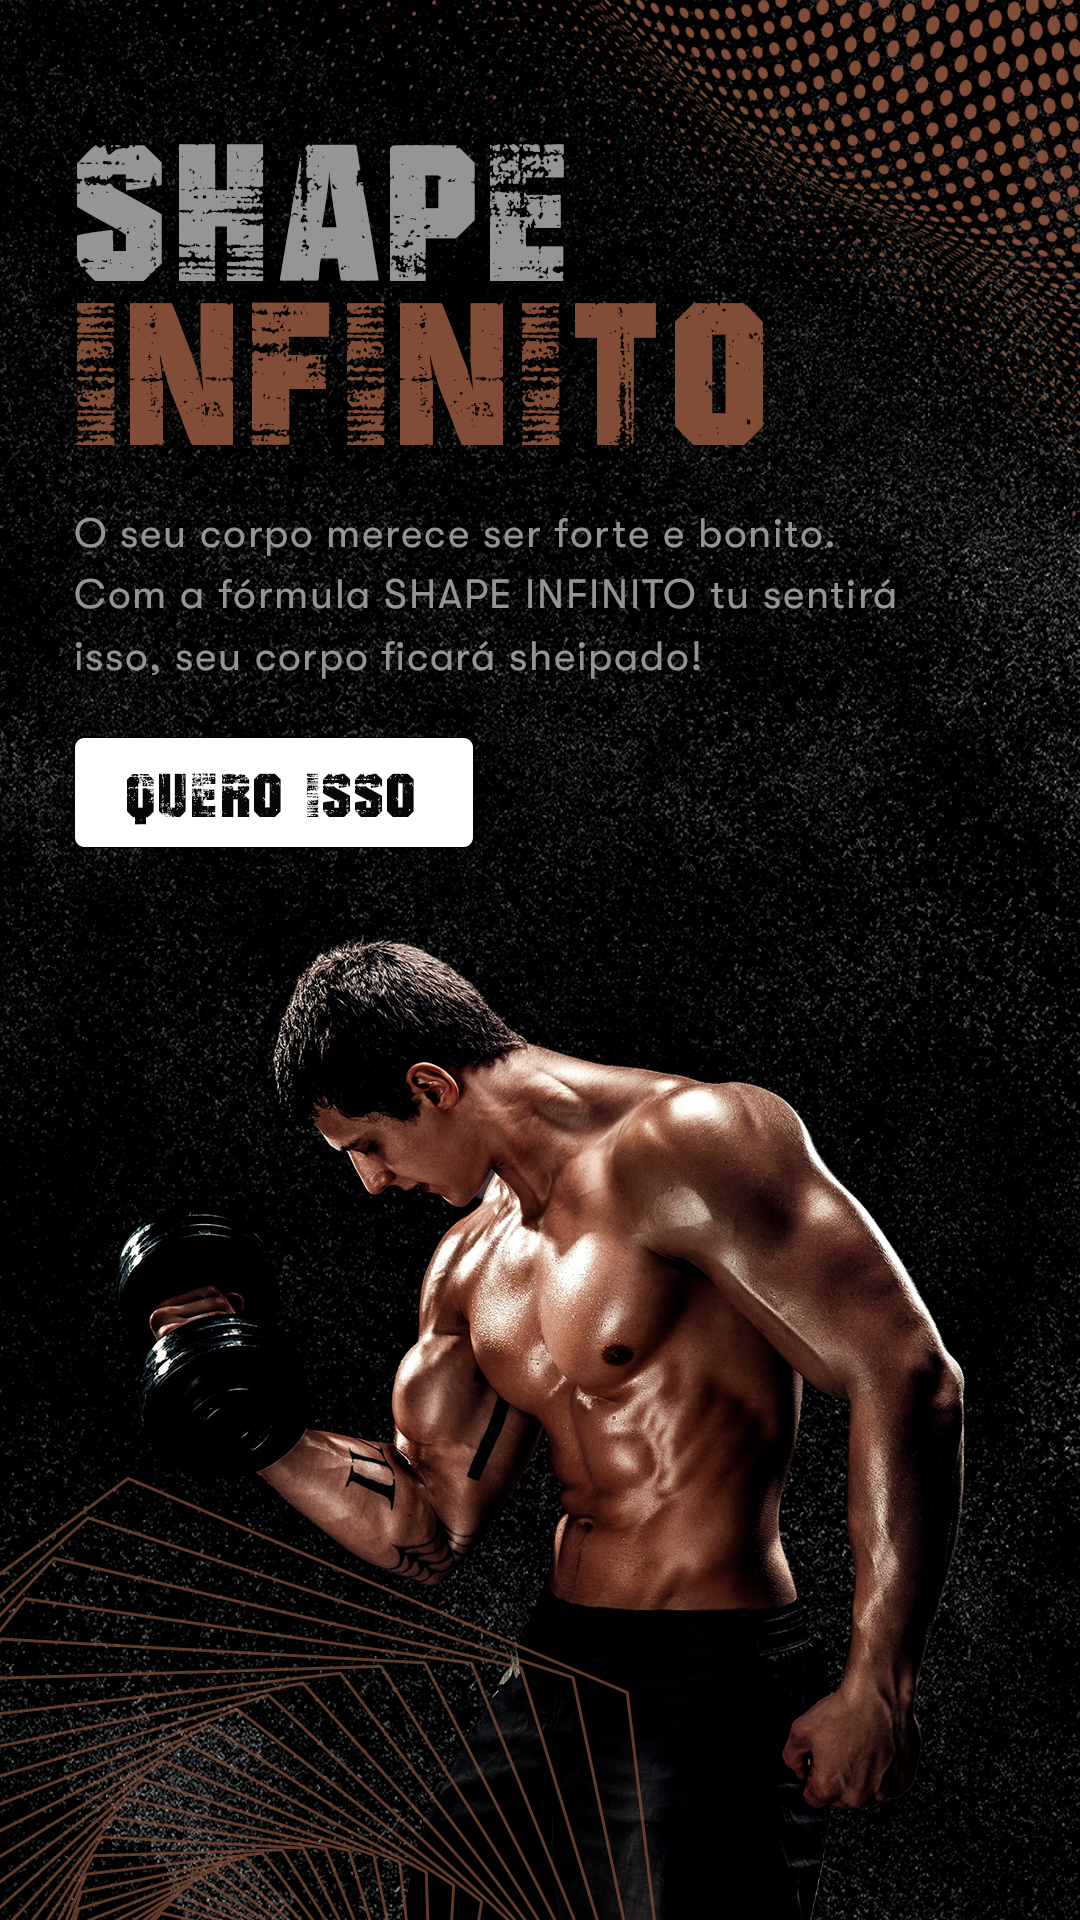 SHAPE
INFINITO
O seu corpo merece ser forte e bonito.
Com a fórmula SHAPE INFINITO tu sentirá
isso, seu corpo ficará sheipado!
QUERO ISSO